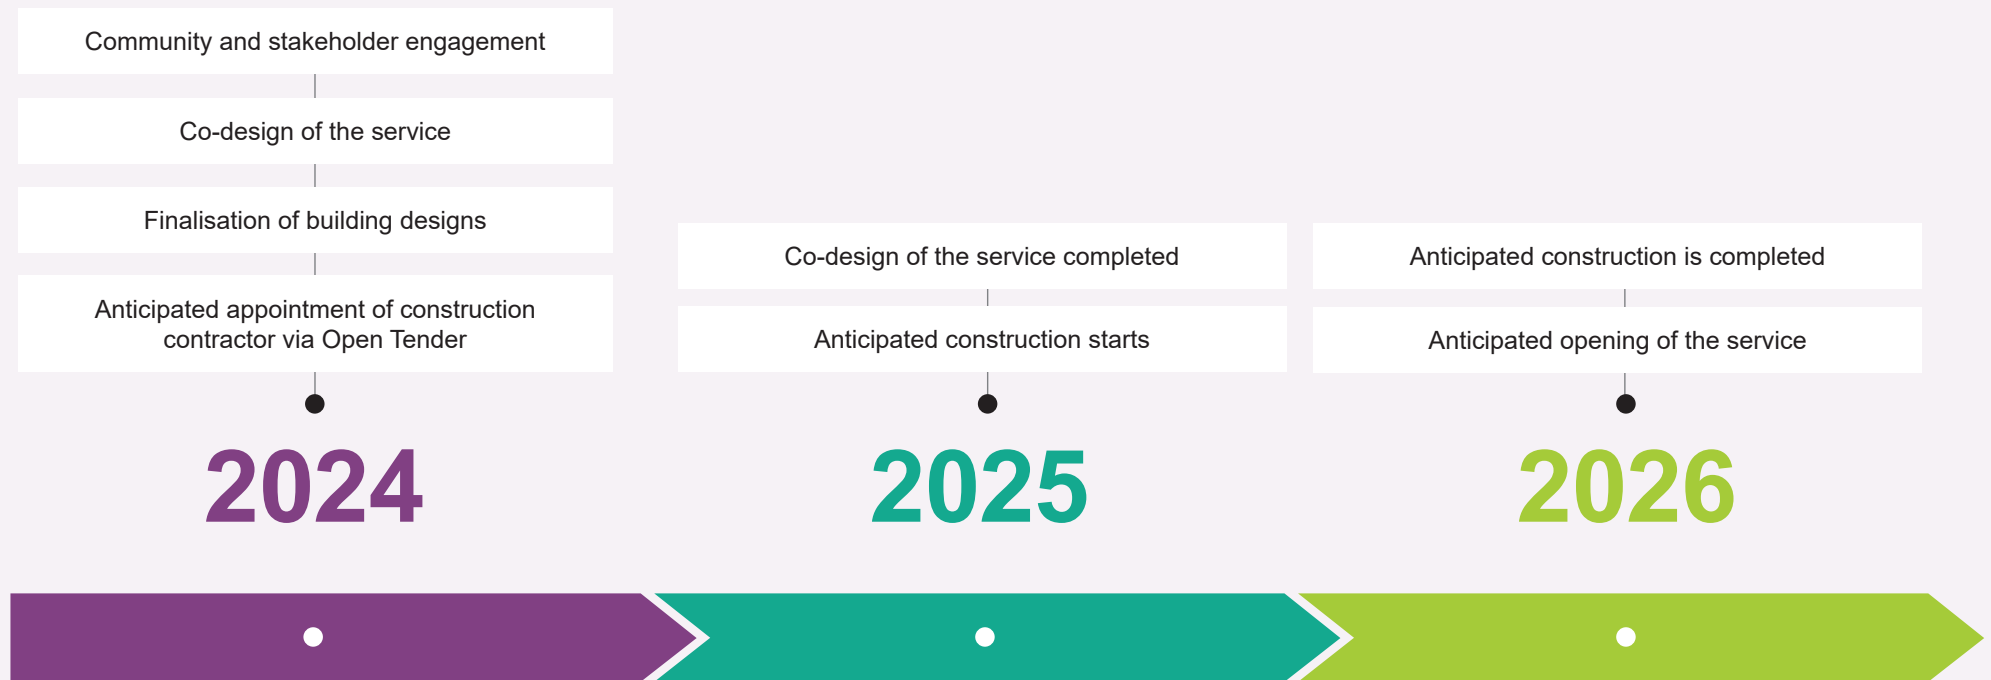 Community and stakeholder engagement
Co-design of the service
Finalisation of building designs
Anticipated appointment of construction
contractor via Open Tender
2024
Co-design of the service completed
Anticipated construction starts
2025
Anticipated construction is completed
Anticipated opening of the service
2026